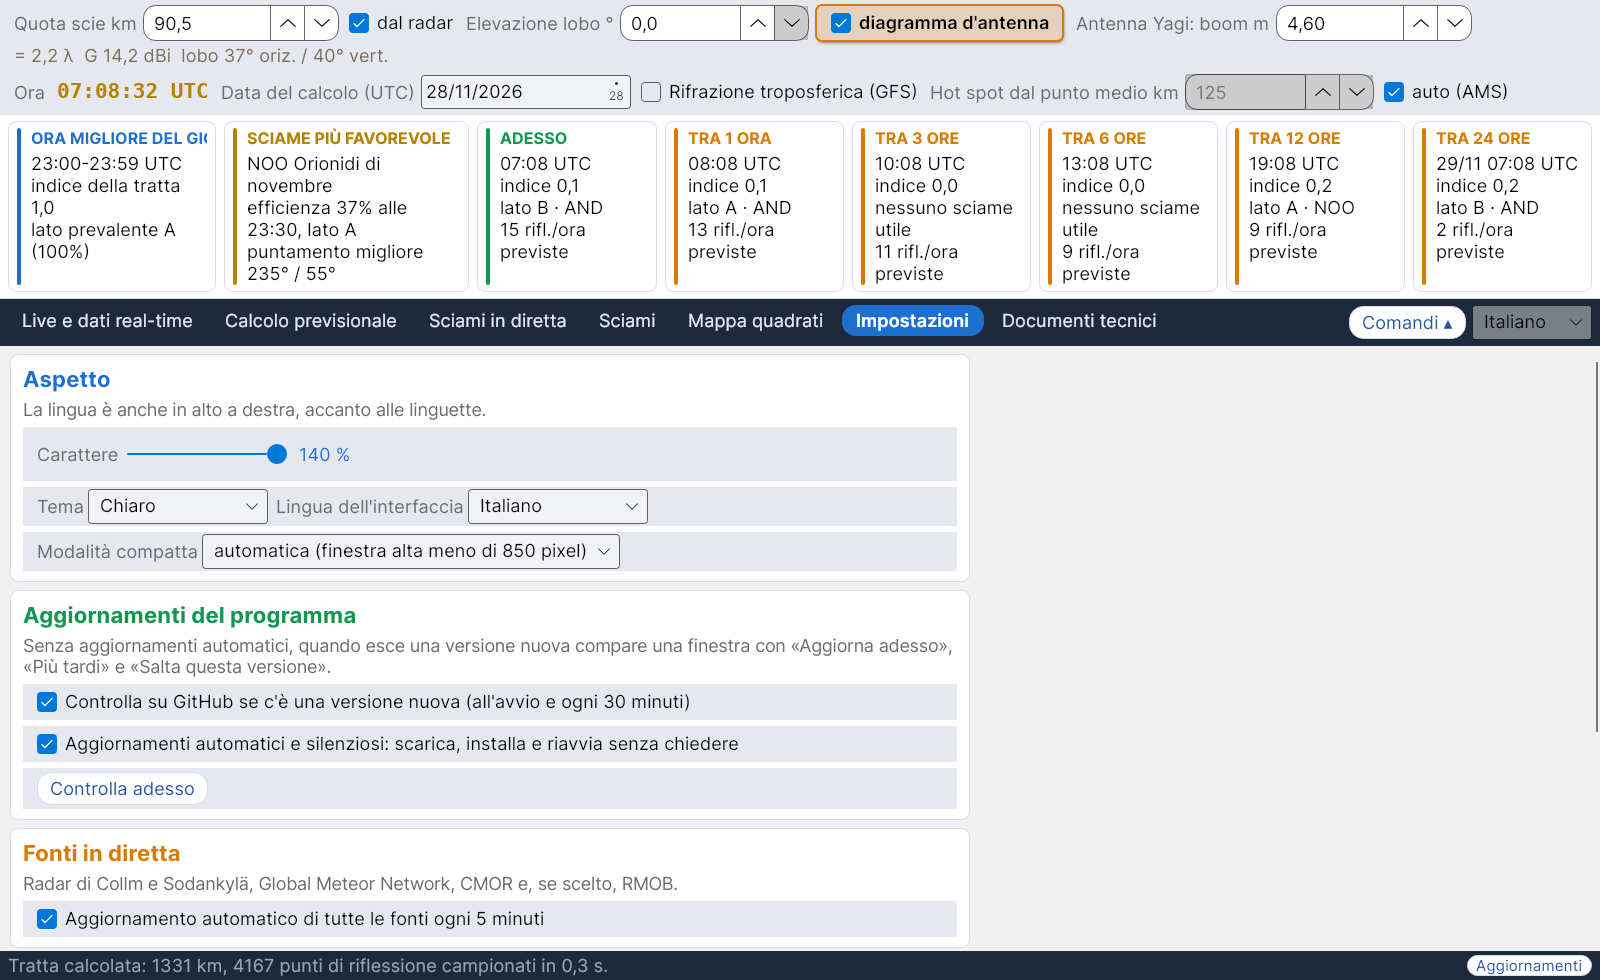 Quota scie km 90,5 dal radar Elevazione lobo ° 0,0 diagramma d'antenna Antenna Yagi: boom m 4,60
= 2,2 λ G 14,2 dBi lobo 37° oriz. / 40° vert.
Ora 07:08:32 UTC Data del calcolo (UTC) 28/11/2026 28 Rifrazione troposferica (GFS) Hot spot dal punto medio km 125 auto (AMS)
ORA MIGLIORE DEL GI
23:00-23:59 UTC
indice della tratta
1,0
lato prevalente A
(100%)
SCIAME PIÙ FAVOREVOLE
NOO Orionidi di
novembre
efficienza 37% alle
23:30, lato A
puntamento migliore
235° / 55°
ADESSO
07:08 UTC
indice 0,1
lato B · AND
15 rifl./ora
previste
TRA 1 ORA
08:08 UTC
indice 0,1
lato A · AND
13 rifl./ora
previste
TRA 3 ORE
10:08 UTC
indice 0,0
nessuno sciame
utile
11 rifl./ora
previste
TRA 6 ORE
13:08 UTC
indice 0,0
nessuno sciame
utile
9 rifl./ora
previste
TRA 12 ORE
19:08 UTC
indice 0,2
lato A · NOO
9 rifl./ora
previste
TRA 24 ORE
29/11 07:08 UTC
indice 0,2
lato B · AND
2 rifl./ora
previste
Live e dati real-time Calcolo previsionale Sciami in diretta Sciami Mappa quadrati Impostazioni Documenti tecnici Comandi ▴ Italiano
Aspetto
La lingua è anche in alto a destra, accanto alle linguette.
Carattere 140 %
Tema Chiaro Lingua dell'interfaccia Italiano
Modalità compatta automatica (finestra alta meno di 850 pixel)
Aggiornamenti del programma
Senza aggiornamenti automatici, quando esce una versione nuova compare una finestra con «Aggiorna adesso»,
«Più tardi» e «Salta questa versione».
Controlla su GitHub se c'è una versione nuova (all'avvio e ogni 30 minuti)
Aggiornamenti automatici e silenziosi: scarica, installa e riavvia senza chiedere
Controlla adesso
Fonti in diretta
Radar di Collm e Sodankylä, Global Meteor Network, CMOR e, se scelto, RMOB.
Aggiornamento automatico di tutte le fonti ogni 5 minuti
Tratta calcolata: 1331 km, 4167 punti di riflessione campionati in 0,3 s. Aggiornamenti